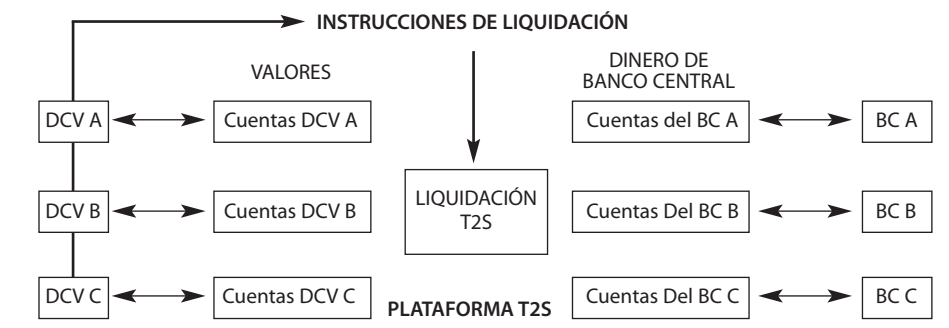 INSTRUCCIONES DE LIQUIDACIÓN
VALORES
DINERO DE
BANCO CENTRAL
DCV A
Cuentas DCV A
Cuentas del BC A
BC A
LIQUIDACIÓN
T2S
DCV B
Cuentas DCV B
Cuentas Del BC B
BC B
DCV C
Cuentas DCV C
PLATAFORMA T2S
Cuentas Del BC C
BC C